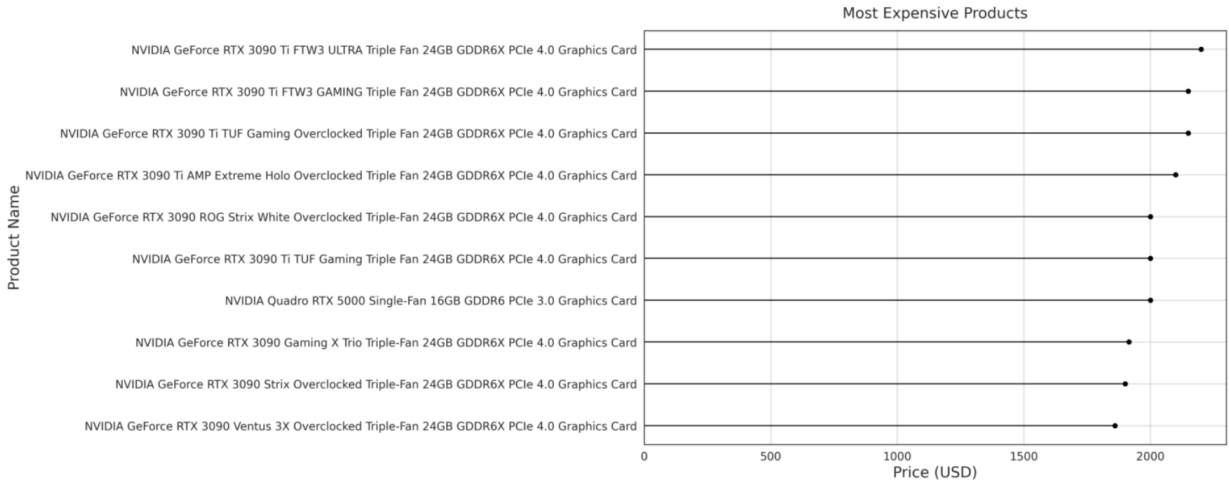 Most Expensive Products
Product Name
NVIDIA GeForce RTX 3090 Ti FTW3 ULTRA Triple Fan 24GB GDDR6X PCIe 4.0 Graphics Card
NVIDIA GeForce RTX 3090 Ti FTW3 GAMING Triple Fan 24GB GDDR6X PCIe 4.0 Graphics Card
NVIDIA GeForce RTX 3090 Ti TUF Gaming Overclocked Triple Fan 24GB GDDR6X PCIe 4.0 Graphics Card
NVIDIA GeForce RTX 3090 Ti AMP Extreme Holo Overclocked Triple Fan 24GB GDDR6X PCIe 4.0 Graphics Card
NVIDIA GeForce RTX 3090 ROG Strix White Overclocked Triple-Fan 24GB GDDR6X PCIe 4.0 Graphics Card
NVIDIA GeForce RTX 3090 Ti TUF Gaming Triple Fan 24GB GDDR6X PCIe 4.0 Graphics Card
NVIDIA Quadro RTX 5000 Single-Fan 16GB GDDR6 PCIe 3.0 Graphics Card
NVIDIA GeForce RTX 3090 Gaming X Trio Triple-Fan 24GB GDDR6X PCIe 4.0 Graphics Card
NVIDIA GeForce RTX 3090 Strix Overclocked Triple-Fan 24GB GDDR6X PCIe 4.0 Graphics Card
NVIDIA GeForce RTX 3090 Ventus 3X Overclocked Triple-Fan 24GB GDDR6X PCIe 4.0 Graphics Card
0 500 1000 1500 2000
Price (USD)